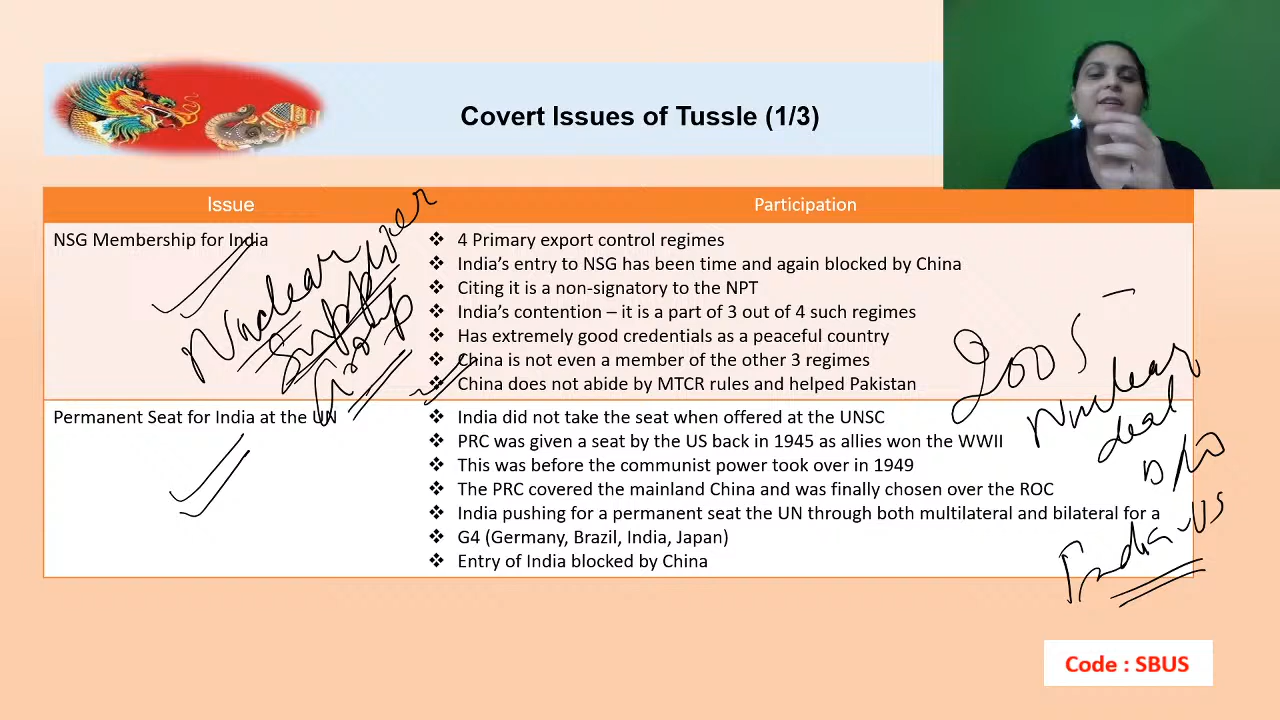 Covert Issues of Tussle (1/3)
Issue
Participation
NSG Membership for India
❖ 4 Primary export control regimes
❖ India's entry to NSG has been time and again blocked by China
❖ Citing it is a non-signatory to the NPT
❖ India's contention – it is a part of 3 out of 4 such regimes
❖ Has extremely good credentials as a peaceful country
❖ China is not even a member of the other 3 regimes
❖ China does not abide by MTCR rules and helped Pakistan
Nuclear
Supplier
Group
Permanent Seat for India at the UN
❖ India did not take the seat when offered at the UNSC
❖ PRC was given a seat by the US back in 1945 as allies won the WWII
❖ This was before the communist power took over in 1949
❖ The PRC covered the mainland China and was finally chosen over the ROC
❖ India pushing for a permanent seat the UN through both multilateral and bilateral for a
❖ G4 (Germany, Brazil, India, Japan)
❖ Entry of India blocked by China
2005
Nuclear
deal
b/w
India-US
Code : SBUS